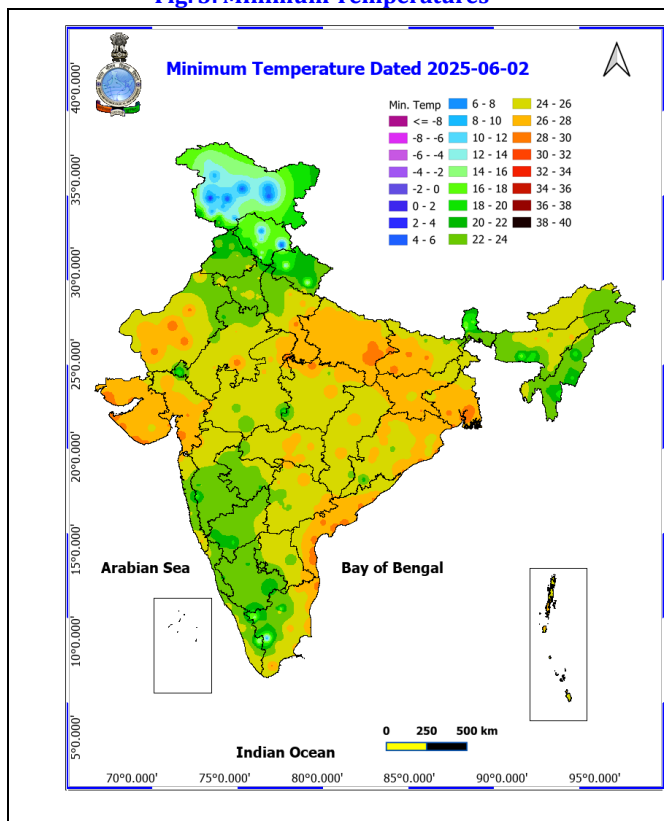 Fig. 3. Minimum Temperatures
Minimum Temperature Dated 2025-06-02
Min. Temp
<= -8
-8 - -6
-6 - -4
-4 - -2
-2 - 0
0 - 2
2 - 4
4 - 6
6 - 8
8 - 10
10 - 12
12 - 14
14 - 16
16 - 18
18 - 20
20 - 22
22 - 24
24 - 26
26 - 28
28 - 30
30 - 32
32 - 34
34 - 36
36 - 38
38 - 40
40°0.000'
35°0.000'
30°0.000'
25°0.000'
20°0.000'
15°0.000'
10°0.000'
5°0.000'
Arabian Sea
Bay of Bengal
0 250 500 km
Indian Ocean
70°0.000' 75°0.000' 80°0.000' 85°0.000' 90°0.000' 95°0.000'